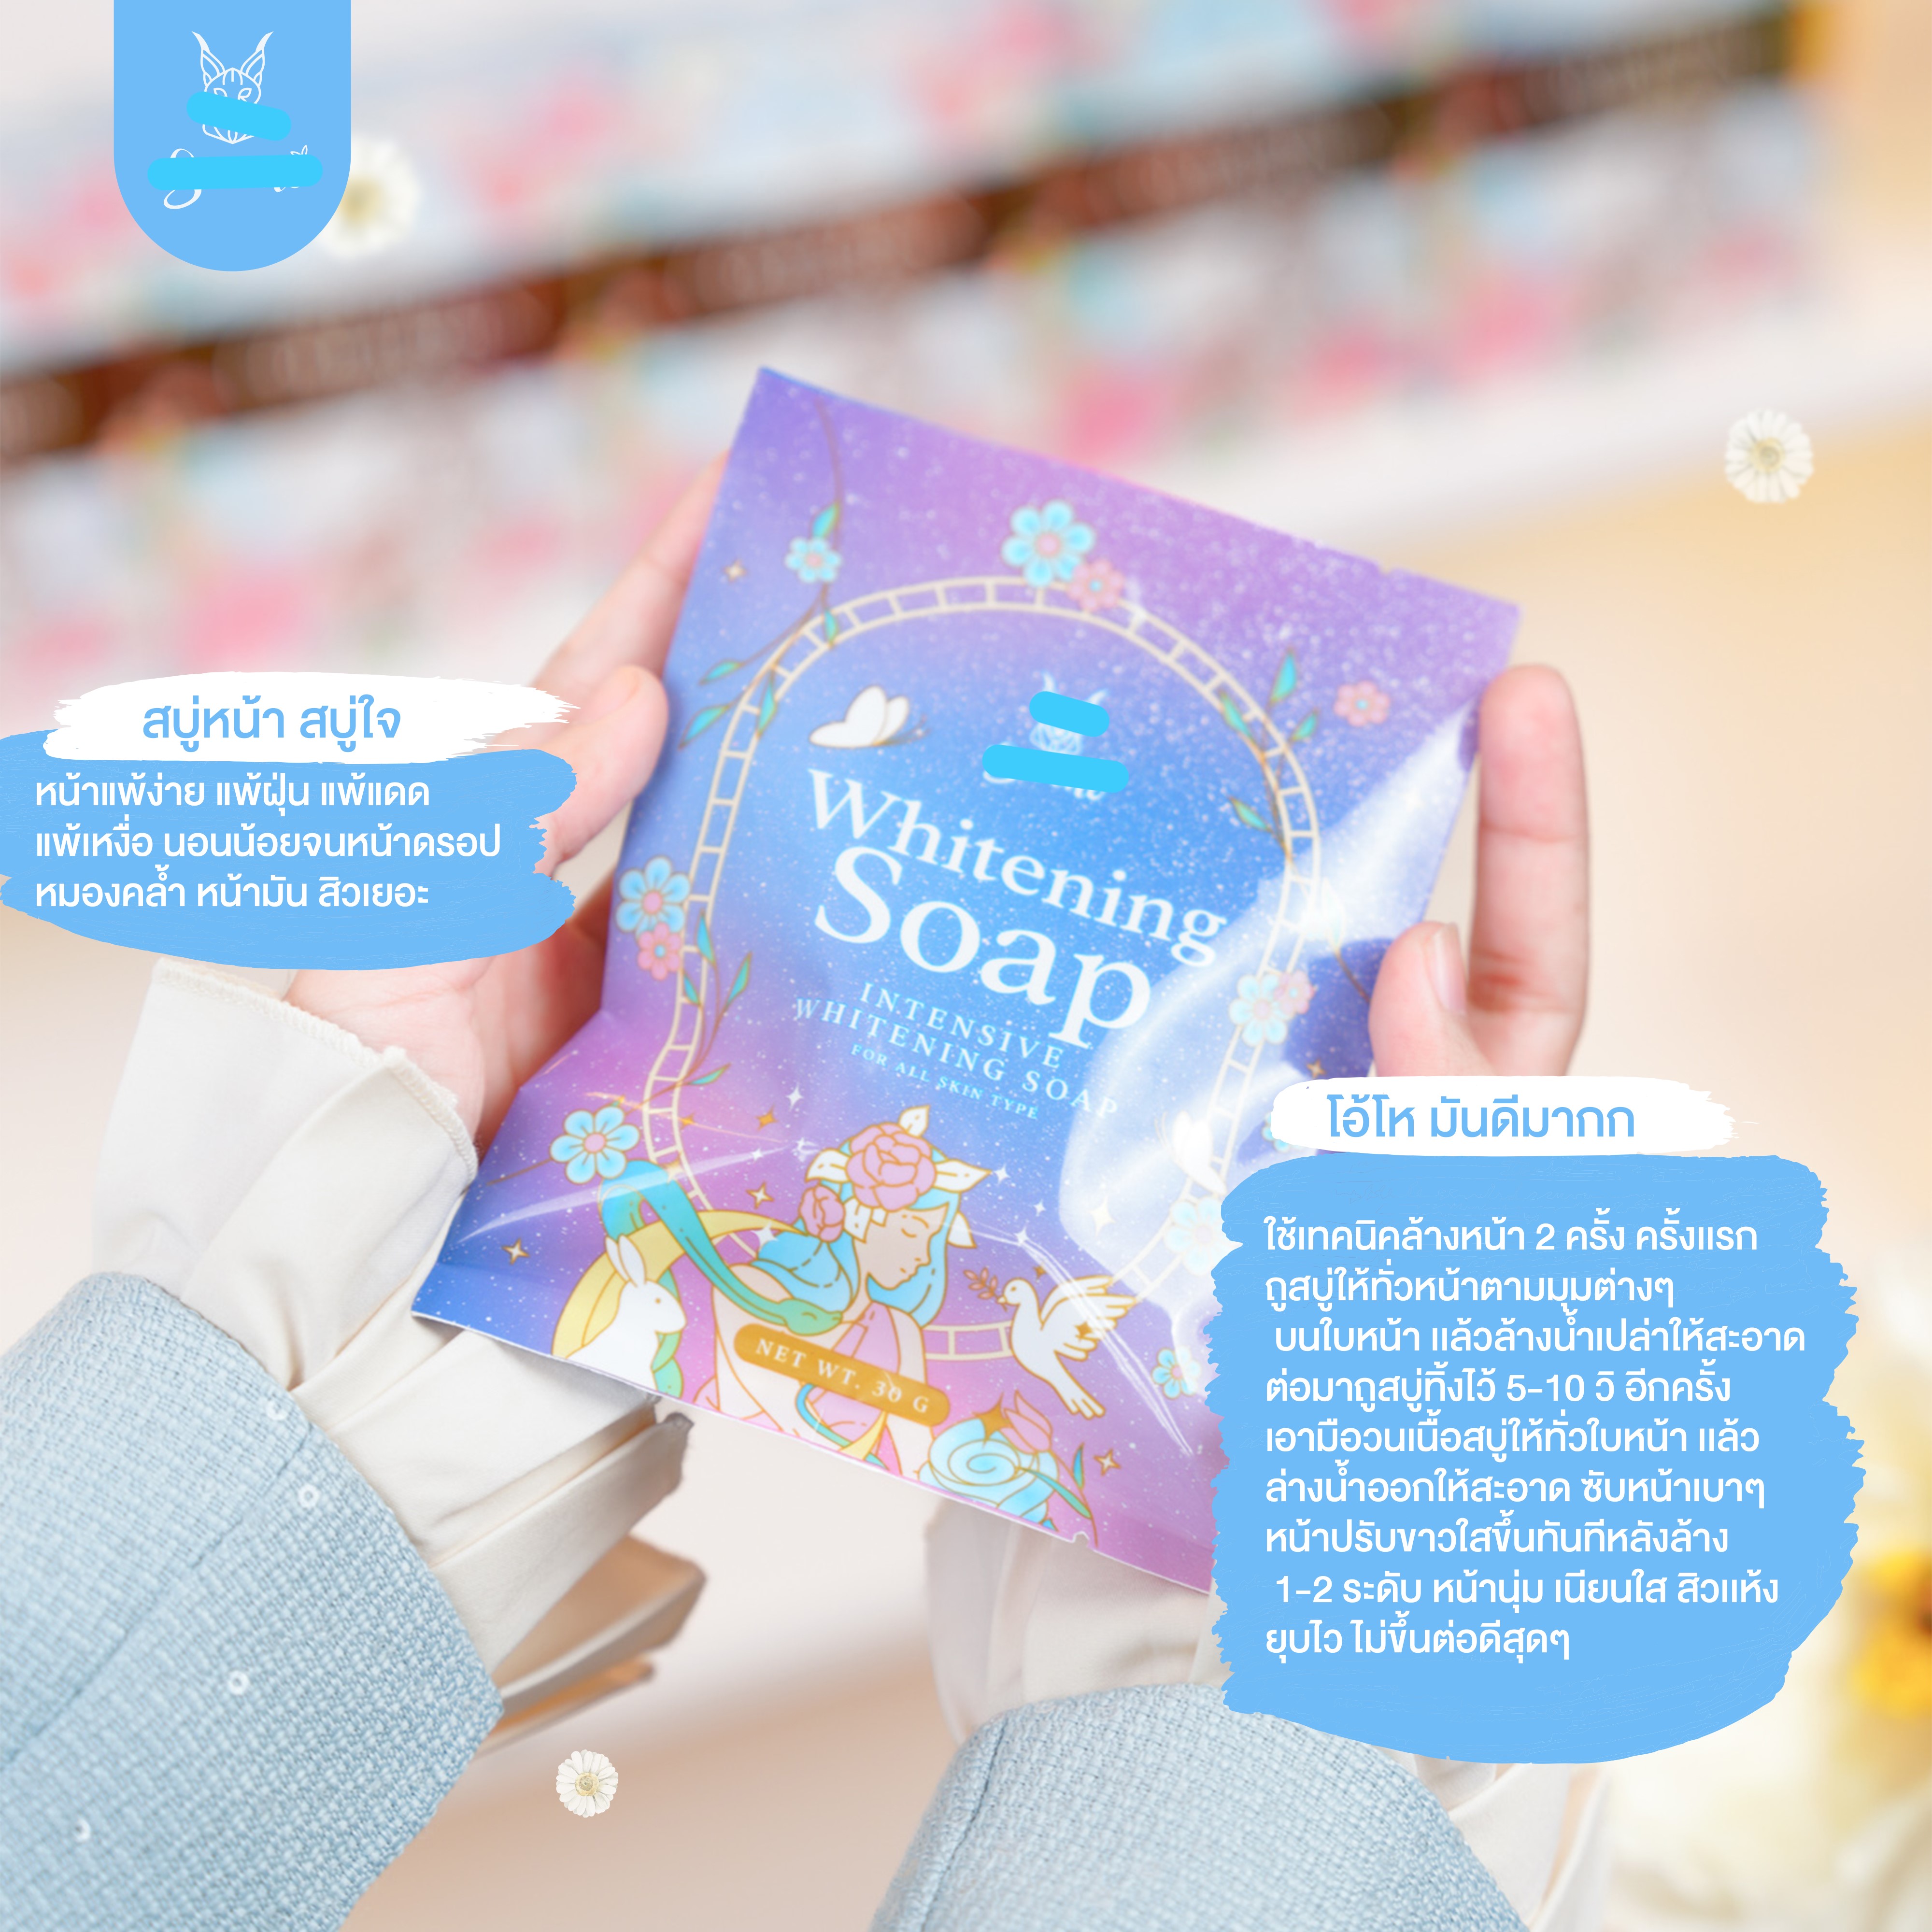 สบู่หน้า สบู่ใจ
หน้าแพ้ง่าย แพ้ฝุ่น แพ้แดด
แพ้เหงื่อ นอนน้อยจนหน้าดรอป
หมองคล้ำ หน้ามัน สิวเยอะ
Whitening
Soap
INTENSIVE
WHITENING SOAP
FOR ALL SKIN TYPE
NET WT. 30 G
โอ้โห มันดีมากก
ใช้เทคนิคล้างหน้า 2 ครั้ง ครั้งแรก
ถูสบู่ให้ทั่วหน้าตามมุมต่างๆ
บนใบหน้า แล้วล้างน้ำเปล่าให้สะอาด
ต่อมาถูสบู่ทิ้งไว้ 5-10 วิ อีกครั้ง
เอามือวนเนื้อสบู่ให้ทั่วใบหน้า แล้ว
ล่างน้ำออกให้สะอาด ซับหน้าเบาๆ
หน้าปรับขาวใสขึ้นทันทีหลังล้าง
1-2 ระดับ หน้านุ่ม เนียนใส สิวแห้ง
ยุบไว ไม่ขึ้นต่อดีสุดๆ